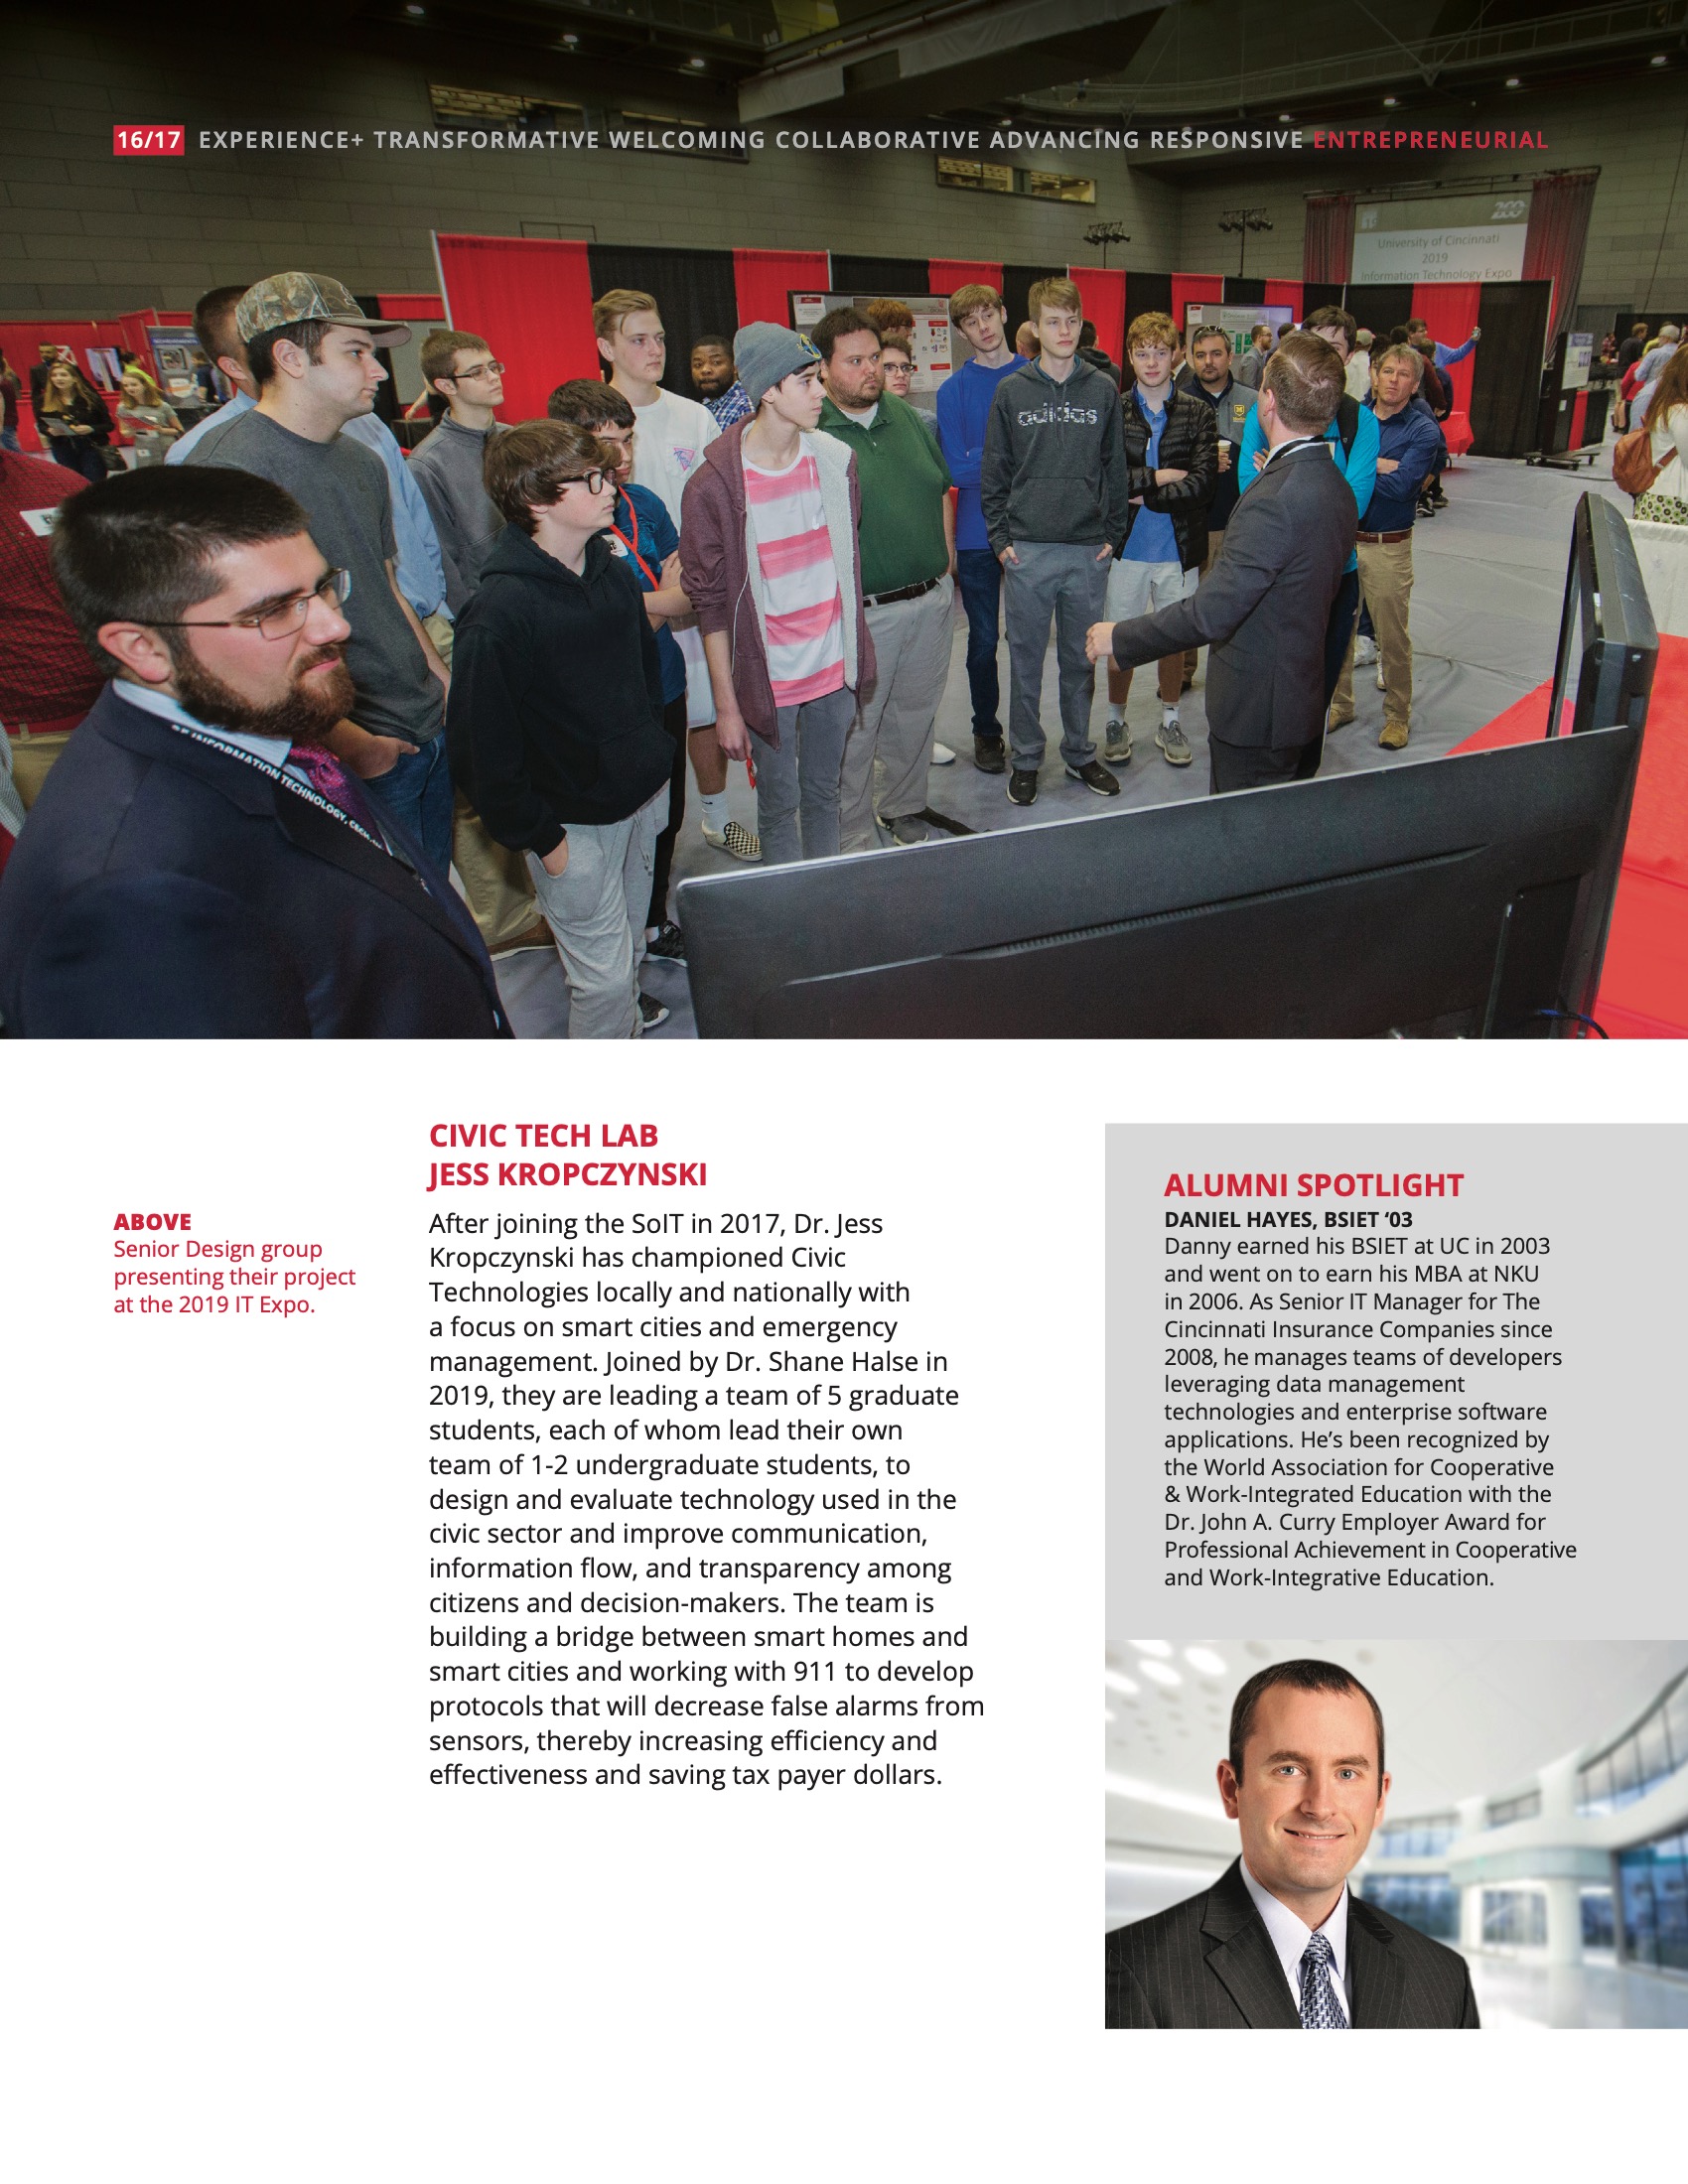 16/17 EXPERIENCE+ TRANSFORMATIVE WELCOMING COLLABORATIVE ADVANCING RESPONSIVE ENTREPRENEURIAL
University of Cincinnati
2019
Information Technology Expo
adidas
INFORMATION TECHNOLOGY,
CIVIC TECH LAB
JESS KROPCZYNSKI
ABOVE
Senior Design group
presenting their project
at the 2019 IT Expo.
After joining the SoIT in 2017, Dr. Jess
Kropczynski has championed Civic
Technologies locally and nationally with
a focus on smart cities and emergency
management. Joined by Dr. Shane Halse in
2019, they are leading a team of 5 graduate
students, each of whom lead their own
team of 1-2 undergraduate students, to
design and evaluate technology used in the
civic sector and improve communication,
information flow, and transparency among
citizens and decision-makers. The team is
building a bridge between smart homes and
smart cities and working with 911 to develop
protocols that will decrease false alarms from
sensors, thereby increasing efficiency and
effectiveness and saving tax payer dollars.
ALUMNI SPOTLIGHT
DANIEL HAYES, BSIET ‘03
Danny earned his BSIET at UC in 2003
and went on to earn his MBA at NKU
in 2006. As Senior IT Manager for The
Cincinnati Insurance Companies since
2008, he manages teams of developers
leveraging data management
technologies and enterprise software
applications. He’s been recognized by
the World Association for Cooperative
& Work-Integrated Education with the
Dr. John A. Curry Employer Award for
Professional Achievement in Cooperative
and Work-Integrative Education.